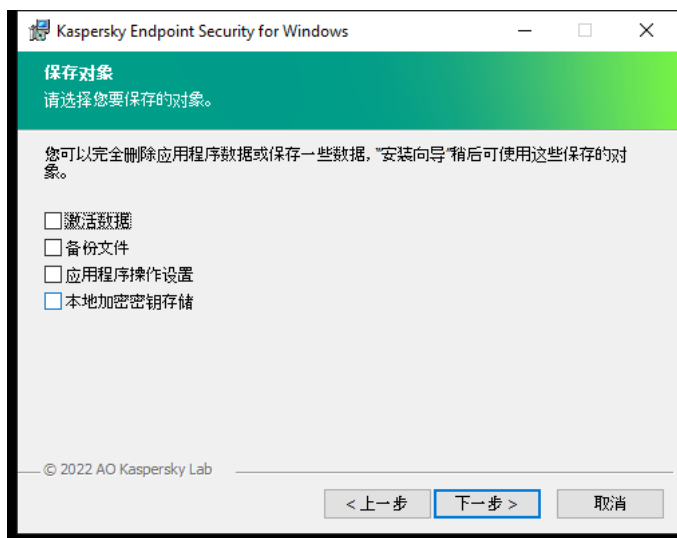 Kaspersky Endpoint Security for Windows
保存对象
请选择您要保存的对象。
您可以完全删除应用程序数据或保存一些数据，"安装向导"稍后可使用这些保存的对
象。
激活数据
备份文件
应用程序操作设置
本地加密密钥存储
© 2022 AO Kaspersky Lab
<上一步 下一步> 取消